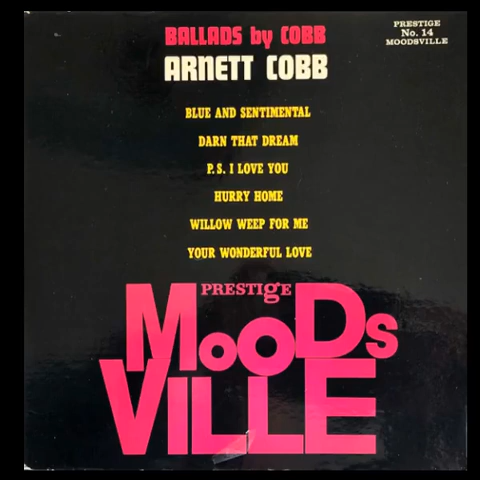 BALLADS by COBB
ARNETT COBB
PRESTIGE
No. 14
MOODSVILLE
BLUE AND SENTIMENTAL
DARN THAT DREAM
P.S. I LOVE YOU
HURRY HOME
WILLOW WEEP FOR ME
YOUR WONDERFUL LOVE
PRESTIgE
MOODs
VILLE